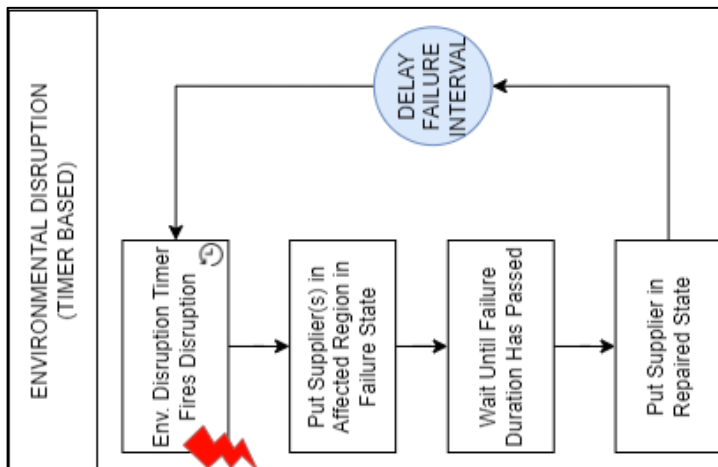 ENVIRONMENTAL DISRUPTION
(TIMER BASED)
Env. Disruption Timer
Fires Disruption
Put Supplier(s) in
Affected Region in
Failure State
Wait Until Failure
Duration Has Passed
Put Supplier in
Repaired State
DELAY
FAILURE
INTERVAL